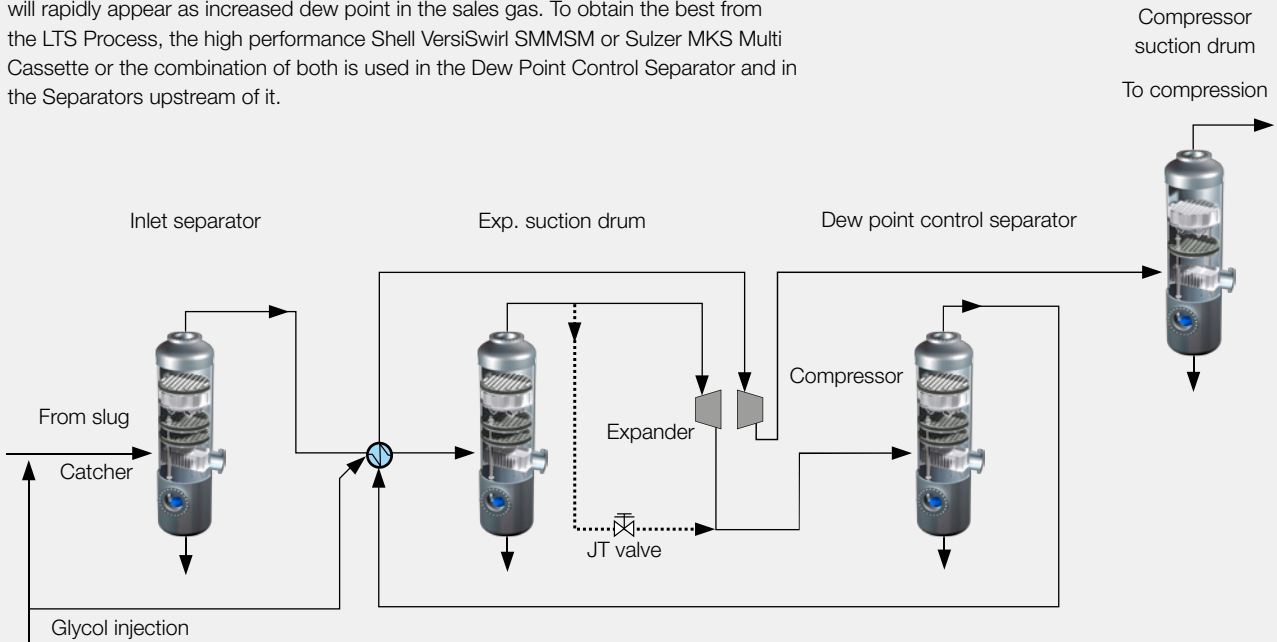 will rapidly appear as increased dew point in the sales gas. To obtain the best from
the LTS Process, the high performance Shell VersiSwirl SMMSM or Sulzer MKS Multi
Cassette or the combination of both is used in the Dew Point Control Separator and in
the Separators upstream of it.
Compressor
suction drum
To compression
Inlet separator
Exp. suction drum
Dew point control separator
From slug
Catcher
Expander
Compressor
JT valve
Glycol injection